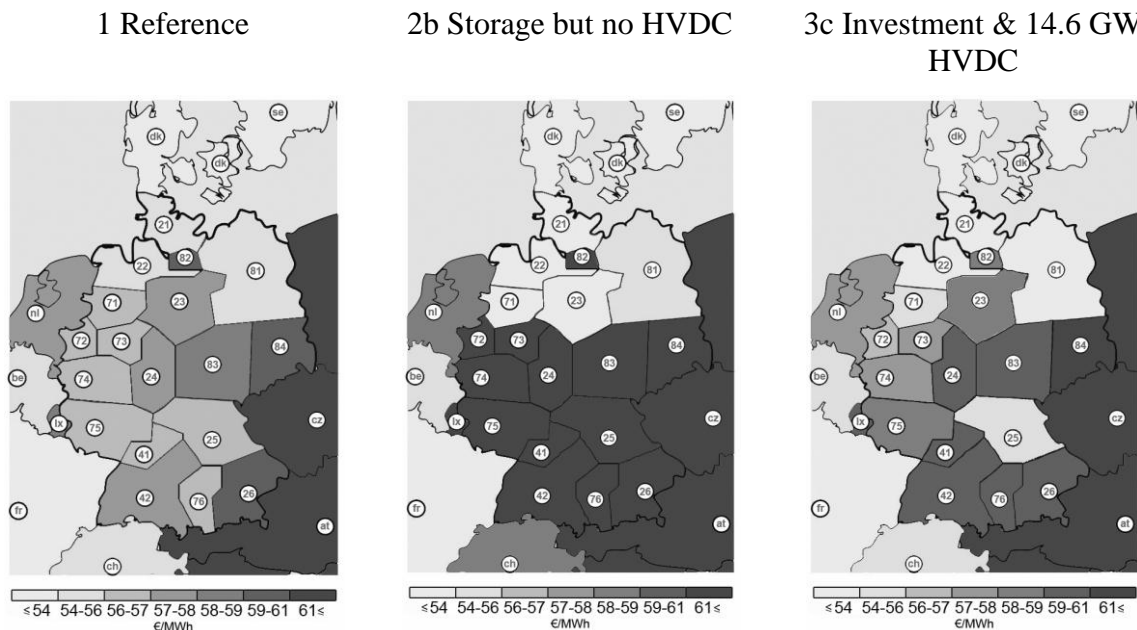 1 Reference
2b Storage but no HVDC
3c Investment & 14.6 GW
HVDC
se
dk
dk
21
82
22
81
71
23
nl
72
73
84
83
be
74
24
lx
75
cz
25
41
42
76
26
fr
at
ch
≤54 54-56 56-57 57-58 58-59 59-61 61≤
€/MWh
se
dk
dk
21
82
22
81
71
23
nl
72
73
84
83
be
74
24
lx
75
cz
25
41
42
76
26
fr
at
ch
≤54 54-56 56-57 57-58 58-59 59-61 61≤
€/MWh
se
dk
dk
21
82
22
81
71
23
nl
72
73
84
83
be
74
24
lx
75
cz
25
41
42
76
26
fr
at
ch
≤54 54-56 56-57 57-58 58-59 59-61 61≤
€/MWh